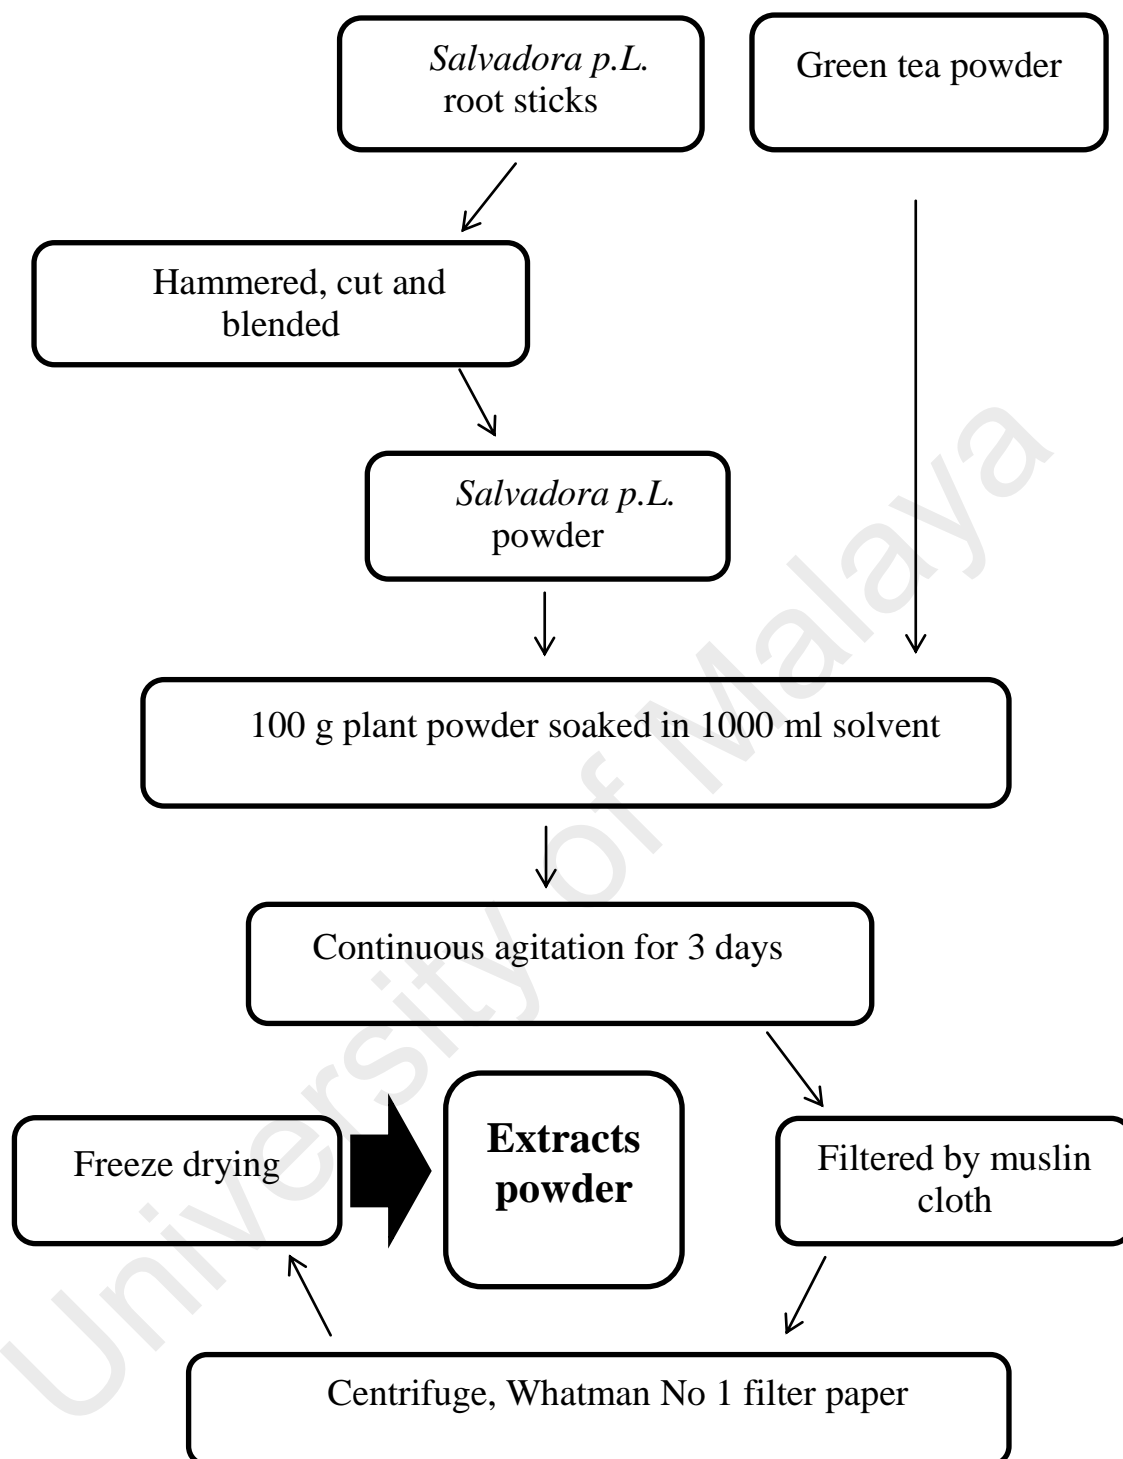 Salvadora p.L.
root sticks
Green tea powder
Hammered, cut and
blended
Salvadora p.L.
powder
100 g plant powder soaked in 1000 ml solvent
Continuous agitation for 3 days
Filtered by muslin
cloth
Centrifuge, Whatman No 1 filter paper
Freeze drying
Extracts
powder
University of Malaya